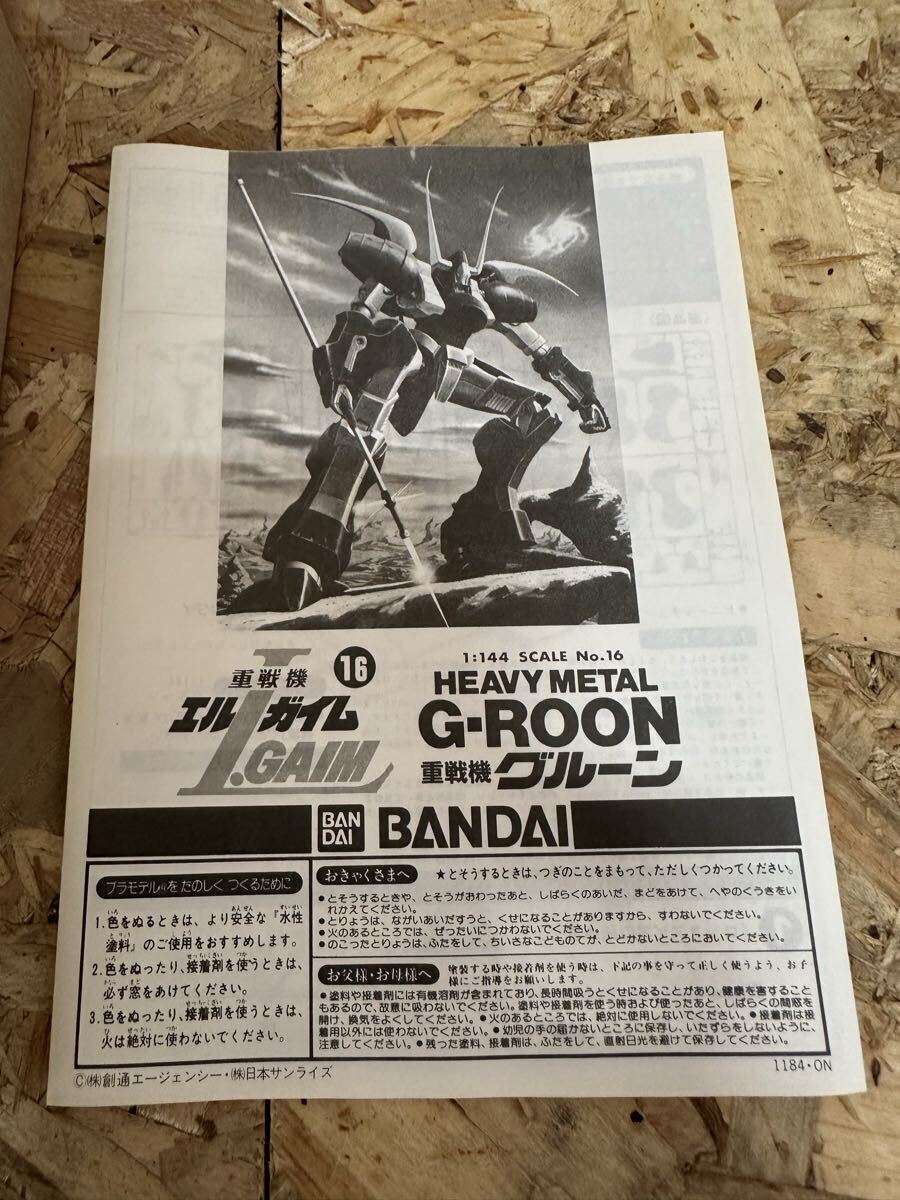 重戦機
16
エルガイム
L.GAIM
1:144 SCALE No.16
HEAVY METAL
G-ROON
重戦機 グルーン
BAN
DAI
BANDAI
プラモデルをたのしくつくるために
1.色をぬるときは、より安全な『水性
塗料』のご使用をおすすめします。
2.色をぬったり、接着剤を使うときは、
必ず窓をあけてください。
3.色をぬったり、接着剤を使うときは、
火は絶対に使わないでください。
おきゃくさまへ ★とそうするときは、つぎのことをまもって、ただしくつかってください。
●とそうするときや、とそうがおわったあと、しばらくのあいだ、まどをあけて、へやのくうきをい
れかえてください。
●とりょうは、ながいあいだすうと、くせになることがありますから、すわないでください。
●火のあるところでは、ぜったいにつかわないでください。
●のこったとりょうは、ふたをして、ちいさなこどものてが、とどかないところにおいてください。
お父様・お母様へ 塗装する時や接着剤を使う時は、下記の事を守って正しく使うよう、お子
様にご指導をお願いします。
●塗料や接着剤には有機溶剤が含まれており、長時間吸うとくせになることがあり、健康を害すること
もあるので、故意に吸わないでください。塗料や接着剤を使う時および使ったあと、しばらくの間窓を
開け、換気をよくしてください。●火のあるところでは、絶対に使用しないでください。●接着剤は接
着用以外には使わないでください。●幼児の手の届かないところに保存し、いたずらをしないように、
注意してください。●残った塗料、接着剤は、ふたをして、直射日光を避けて保存してください。
©㈱創通エージェンシー・㈱日本サンライズ
1184・ON